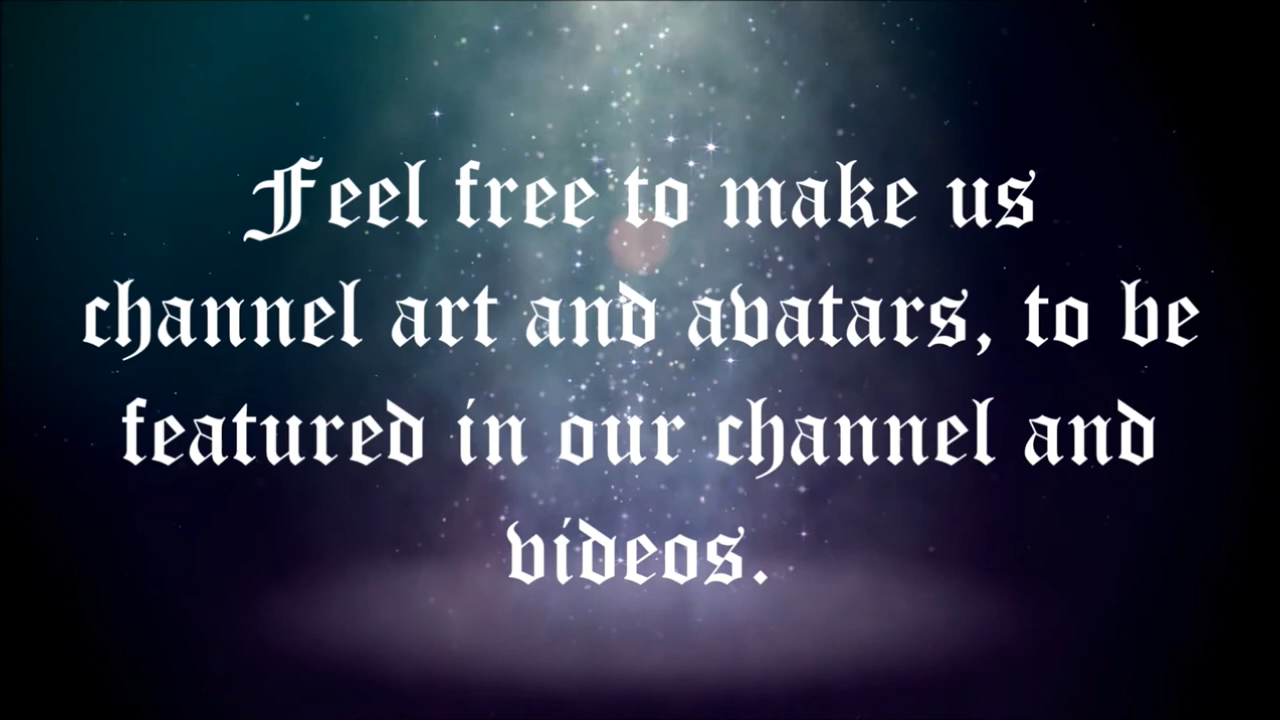 Feel free to make us
channel art and avatars, to be
featured in our channel and
videos.